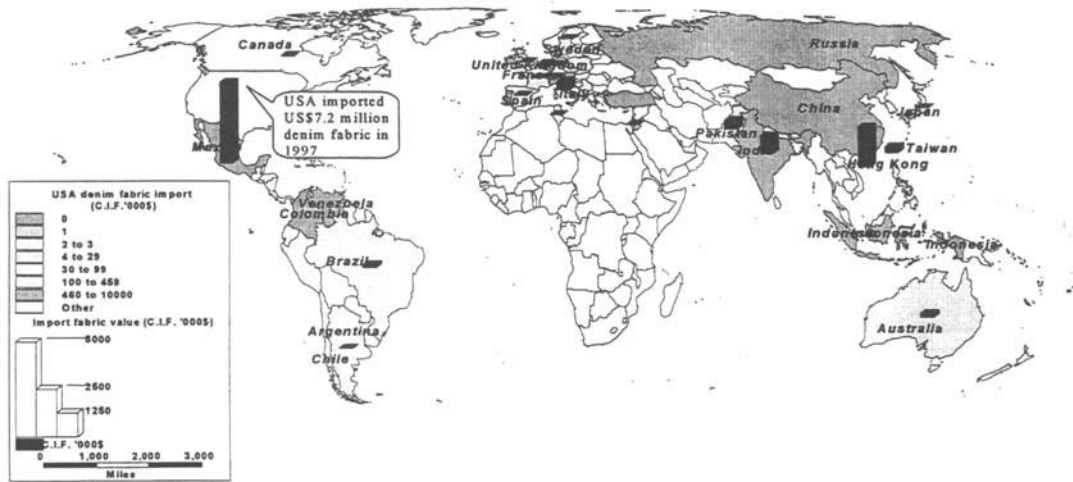 Canada
Sweden
Russia
United Kingdom
France
Italy
Spain
USA imported
US$7.2 million
denim fabric in
1997
China
Japan
Pakistan
Taiwan
Hong Kong
Venezuela
Colombia
Indonesia
Brazil
Argentina
Australia
Chile
USA denim fabric import
(C.I.F.'000$)
0
1
2 to 3
4 to 29
30 to 99
100 to 459
460 to 10000
Other
Import fabric value (C.I.F. '000$)
5000
2500
1250
C.I.F. '000$
0 1,000 2,000 3,000
Miles